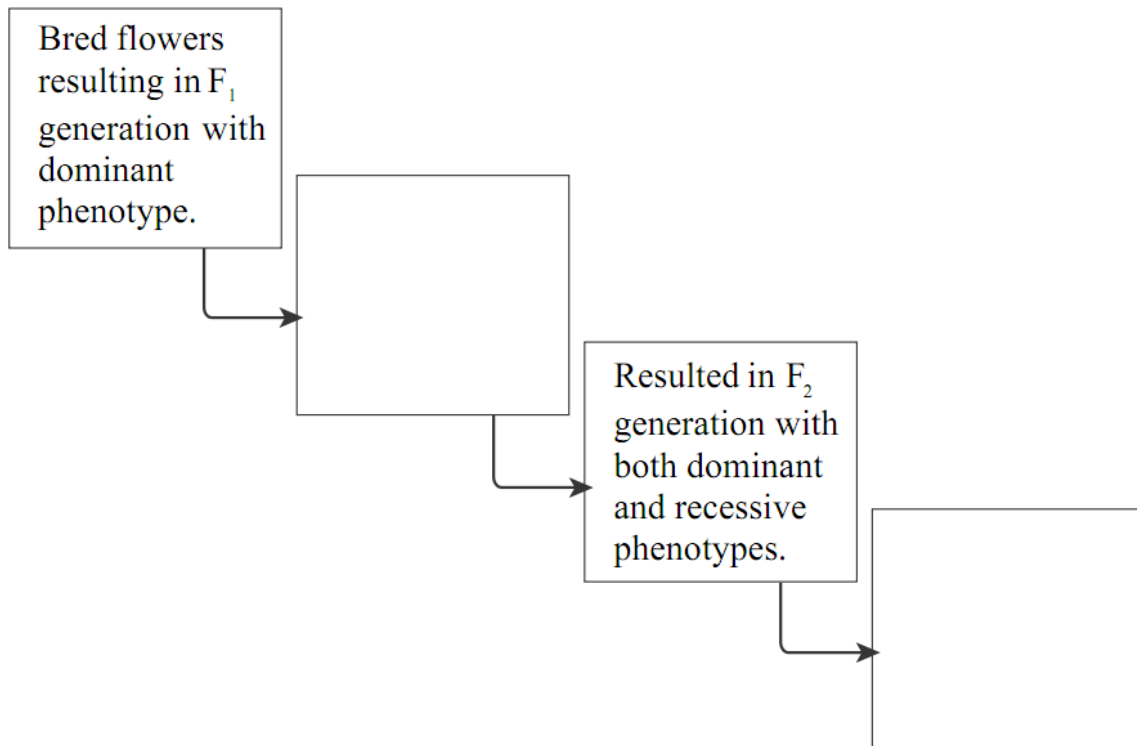 Bred flowers
resulting in F₁
generation with
dominant
phenotype.
Resulted in F₂
generation with
both dominant
and recessive
phenotypes.